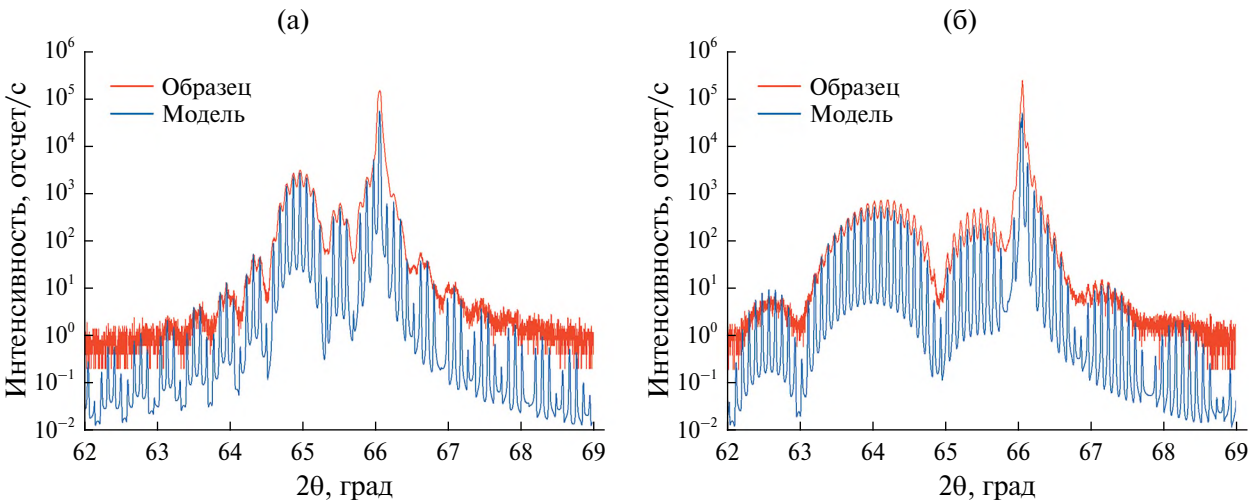 (а)
Интенсивность, отсчет/с
10⁶
10⁵
10⁴
10³
10²
10¹
10⁰
10⁻¹
10⁻²
Образец
Модель
62 63 64 65 66 67 68 69
2θ, град
(б)
Интенсивность, отсчет/с
10⁶
10⁵
10⁴
10³
10²
10¹
10⁰
10⁻¹
10⁻²
Образец
Модель
62 63 64 65 66 67 68 69
2θ, град